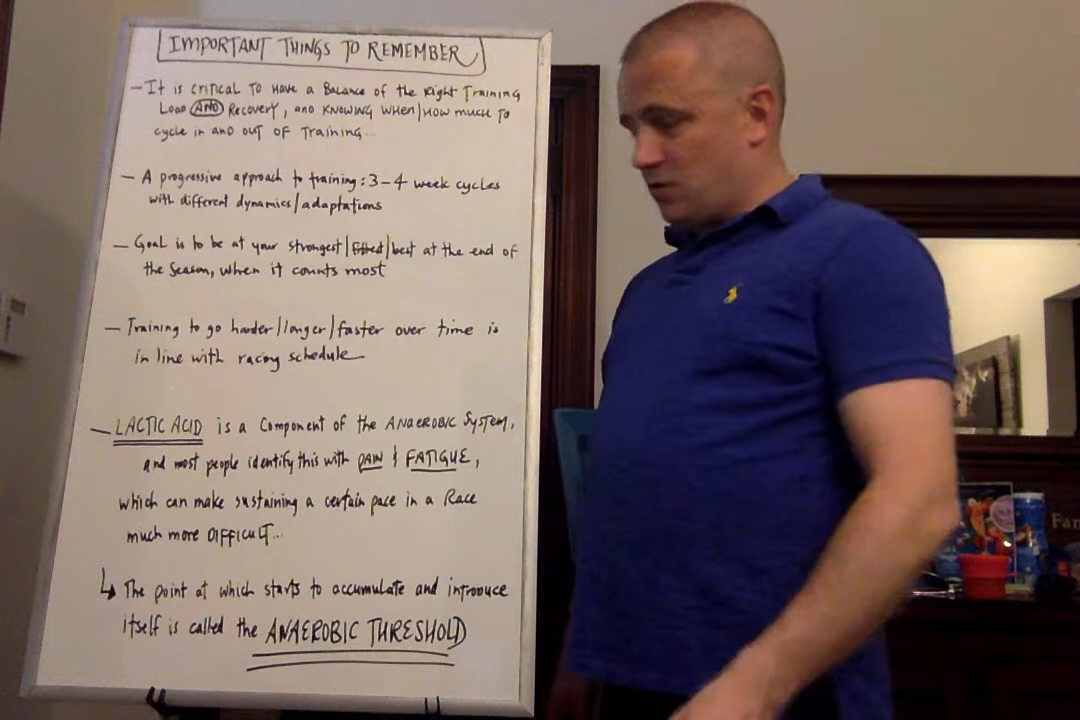 IMPORTANT THINGS TO REMEMBER
- It is critical to have a Balance of the Right Training
Load AND Recovery, and knowing when/how much to
cycle in and out of Training...
- A progressive approach to training: 3-4 week cycles
with different dynamics/adaptations
- Goal is to be at your strongest/fittest/best at the end of
the season, when it counts most
- Training to go harder/longer/faster over time is
in line with racing schedule
- LACTIC ACID is a component of the ANAEROBIC System,
and most people identify this with PAIN & FATIGUE,
which can make sustaining a certain pace in a Race
much more DIFFICULT...
↳ The point at which starts to accumulate and introduce
itself is called the ANAEROBIC THRESHOLD
Fan